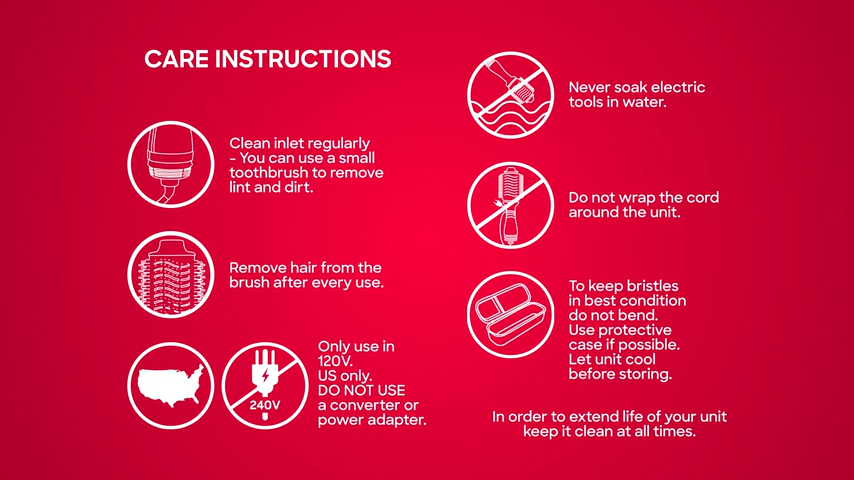 CARE INSTRUCTIONS
Clean inlet regularly
- You can use a small
toothbrush to remove
lint and dirt.
Remove hair from the
brush after every use.
240V
Only use in
120V.
US only.
DO NOT USE
a converter or
power adapter.
Never soak electric
tools in water.
Do not wrap the cord
around the unit.
To keep bristles
in best condition
do not bend.
Use protective
case if possible.
Let unit cool
before storing.
In order to extend life of your unit
keep it clean at all times.